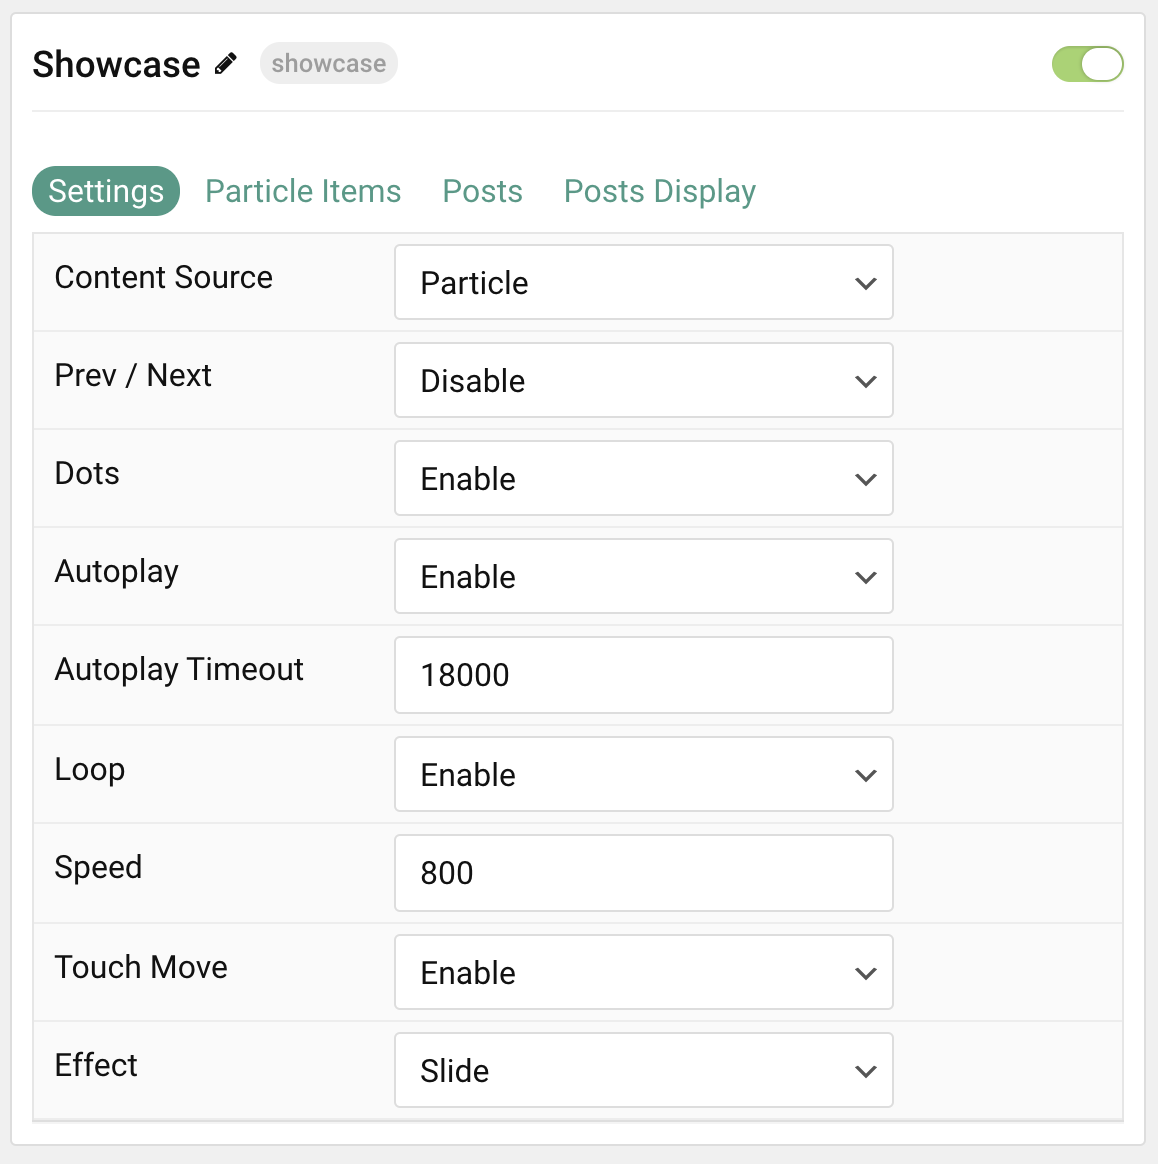 Showcase showcase
Settings Particle Items Posts Posts Display
Content Source Particle
Prev / Next Disable
Dots Enable
Autoplay Enable
Autoplay Timeout 18000
Loop Enable
Speed 800
Touch Move Enable
Effect Slide